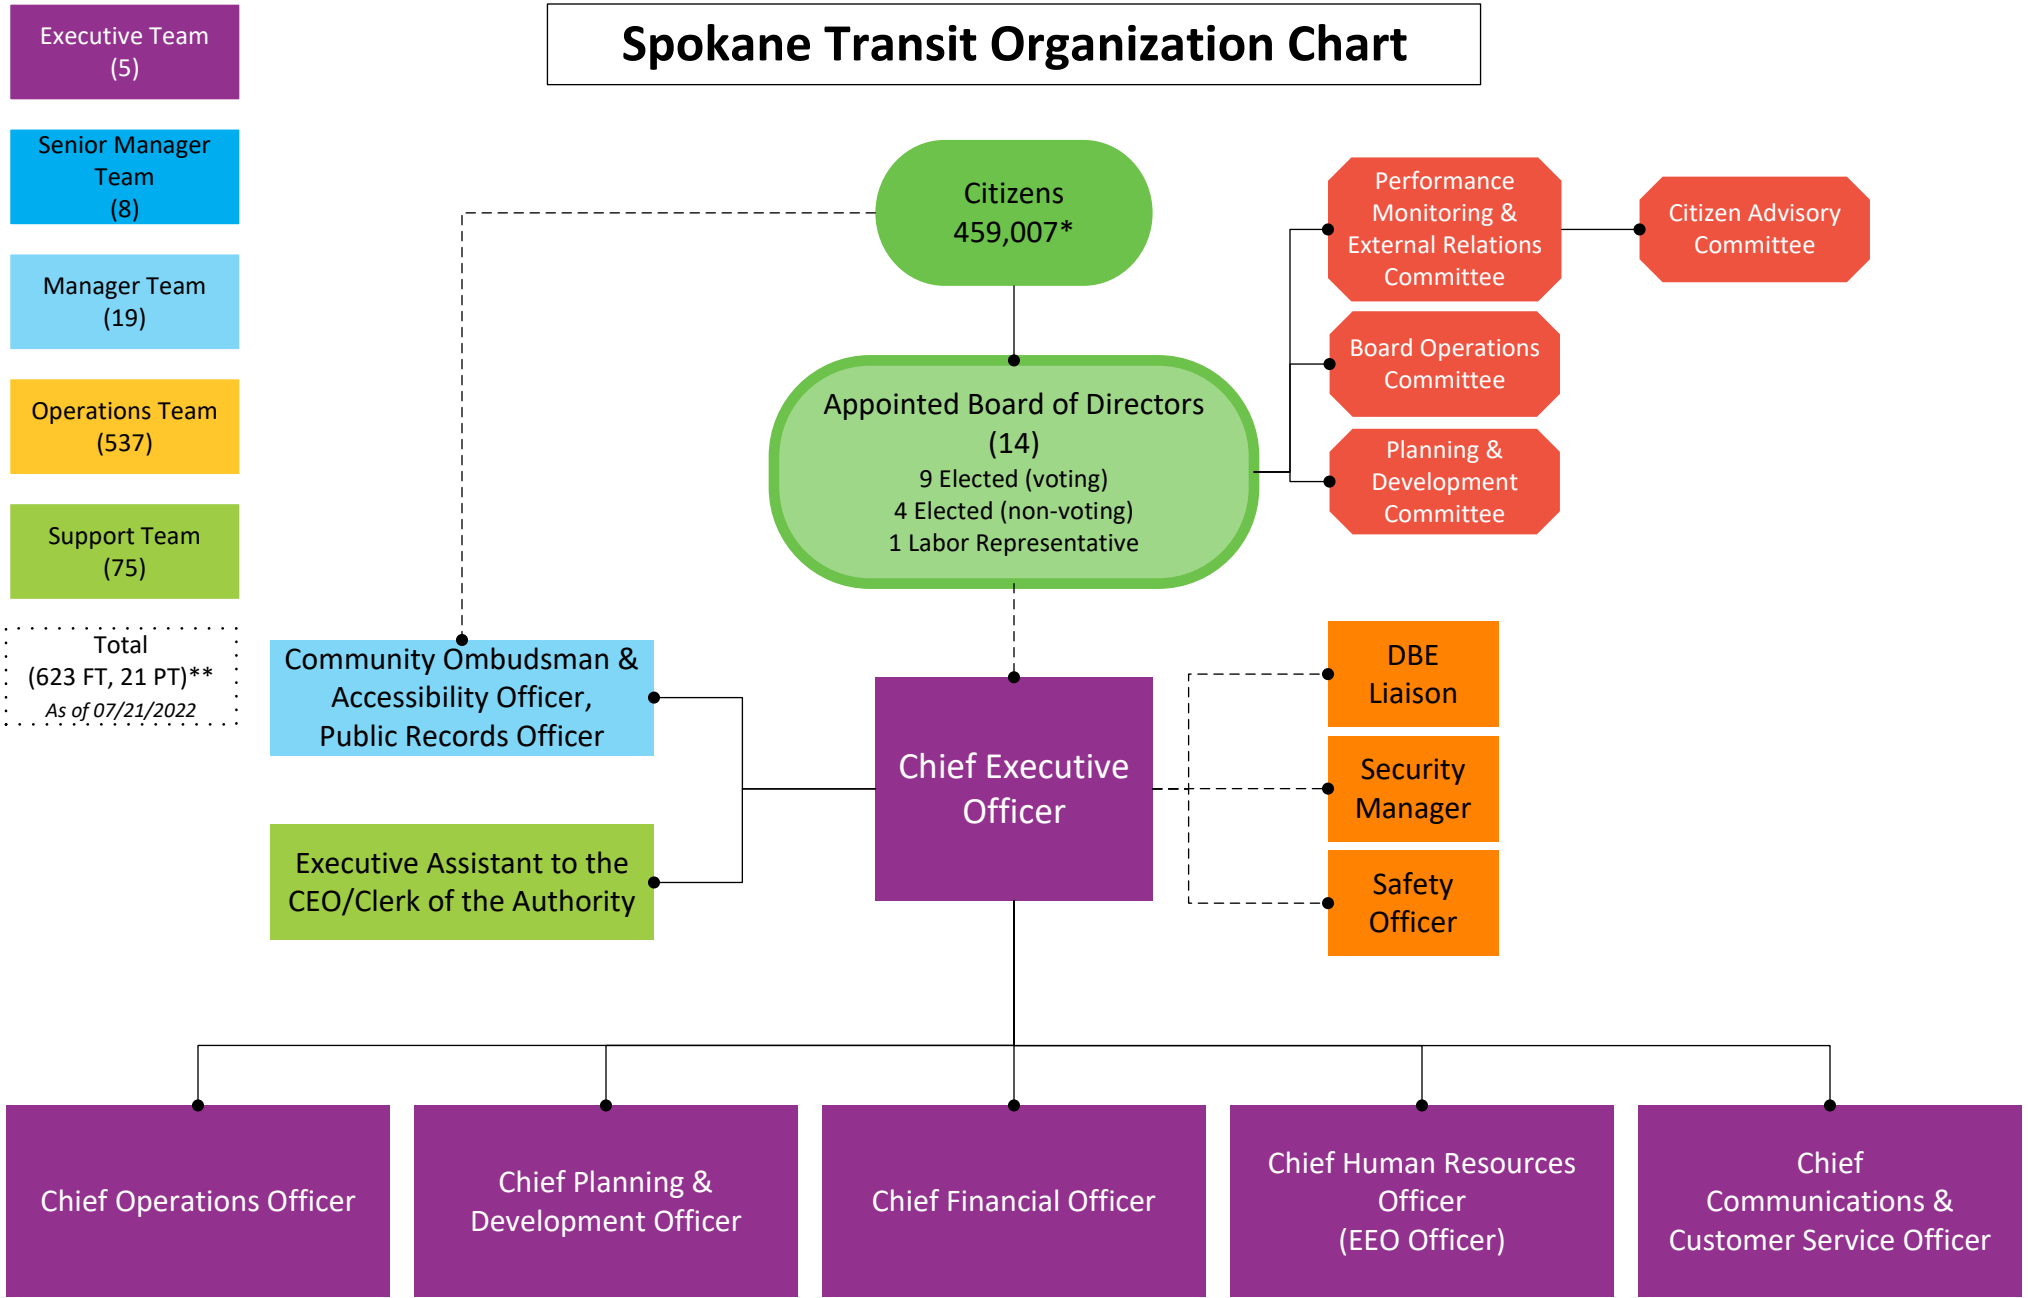 Spokane Transit Organization Chart
Executive Team
(5)
Senior Manager
Team
(8)
Manager Team
(19)
Operations Team
(537)
Support Team
(75)
Total
(623 FT, 21 PT)**
As of 07/21/2022
Citizens
459,007*
Performance
Monitoring &
External Relations
Committee
Citizen Advisory
Committee
Board Operations
Committee
Planning &
Development
Committee
Appointed Board of Directors
(14)
9 Elected (voting)
4 Elected (non-voting)
1 Labor Representative
Community Ombudsman &
Accessibility Officer,
Public Records Officer
Executive Assistant to the
CEO/Clerk of the Authority
Chief Executive
Officer
DBE
Liaison
Security
Manager
Safety
Officer
Chief Operations Officer
Chief Planning &
Development Officer
Chief Financial Officer
Chief Human Resources
Officer
(EEO Officer)
Chief
Communications &
Customer Service Officer